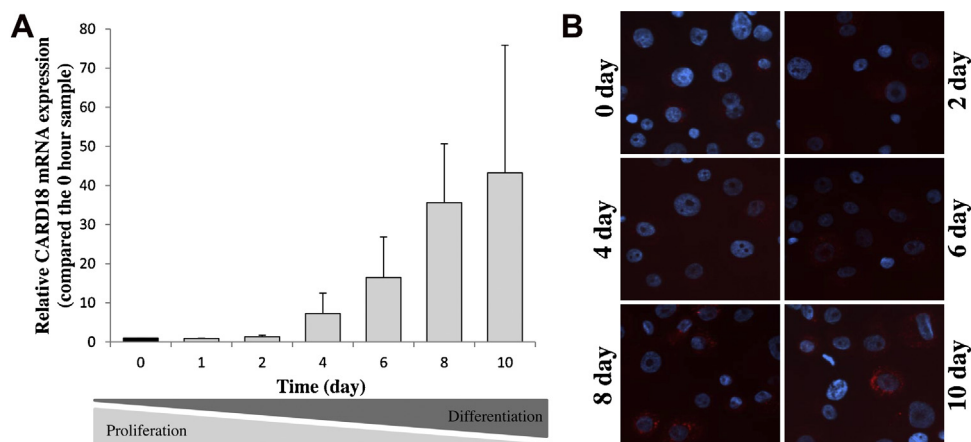 A
Relative CARD18 mRNA expression
(compared the 0 hour sample)
80
70
60
50
40
30
20
10
0
0 1 2 4 6 8 10
Time (day)
Differentiation
Proliferation
B
0 day
2 day
4 day
6 day
8 day
10 day